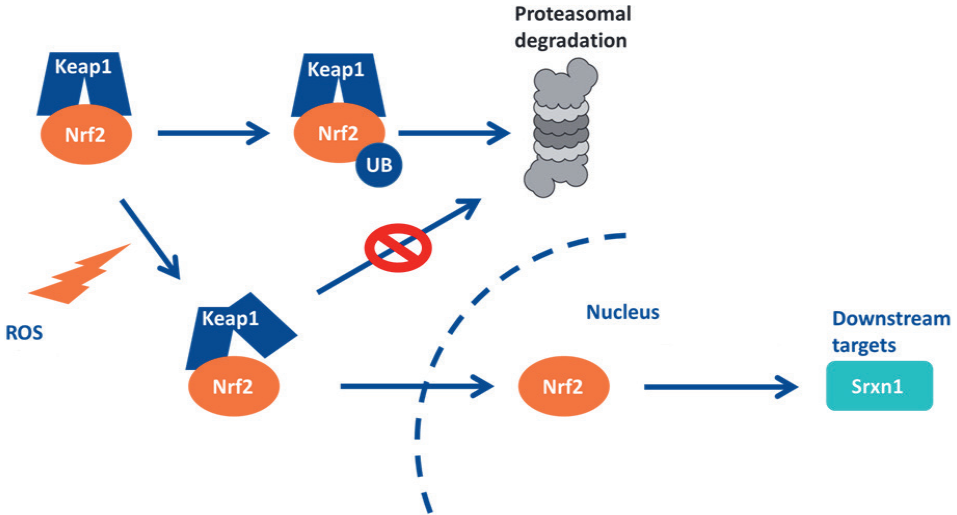 Proteasomal
degradation
Keap1
Nrf2
Keap1
Nrf2
UB
ROS
Keap1
Nrf2
Nucleus
Nrf2
Downstream
targets
Srxn1